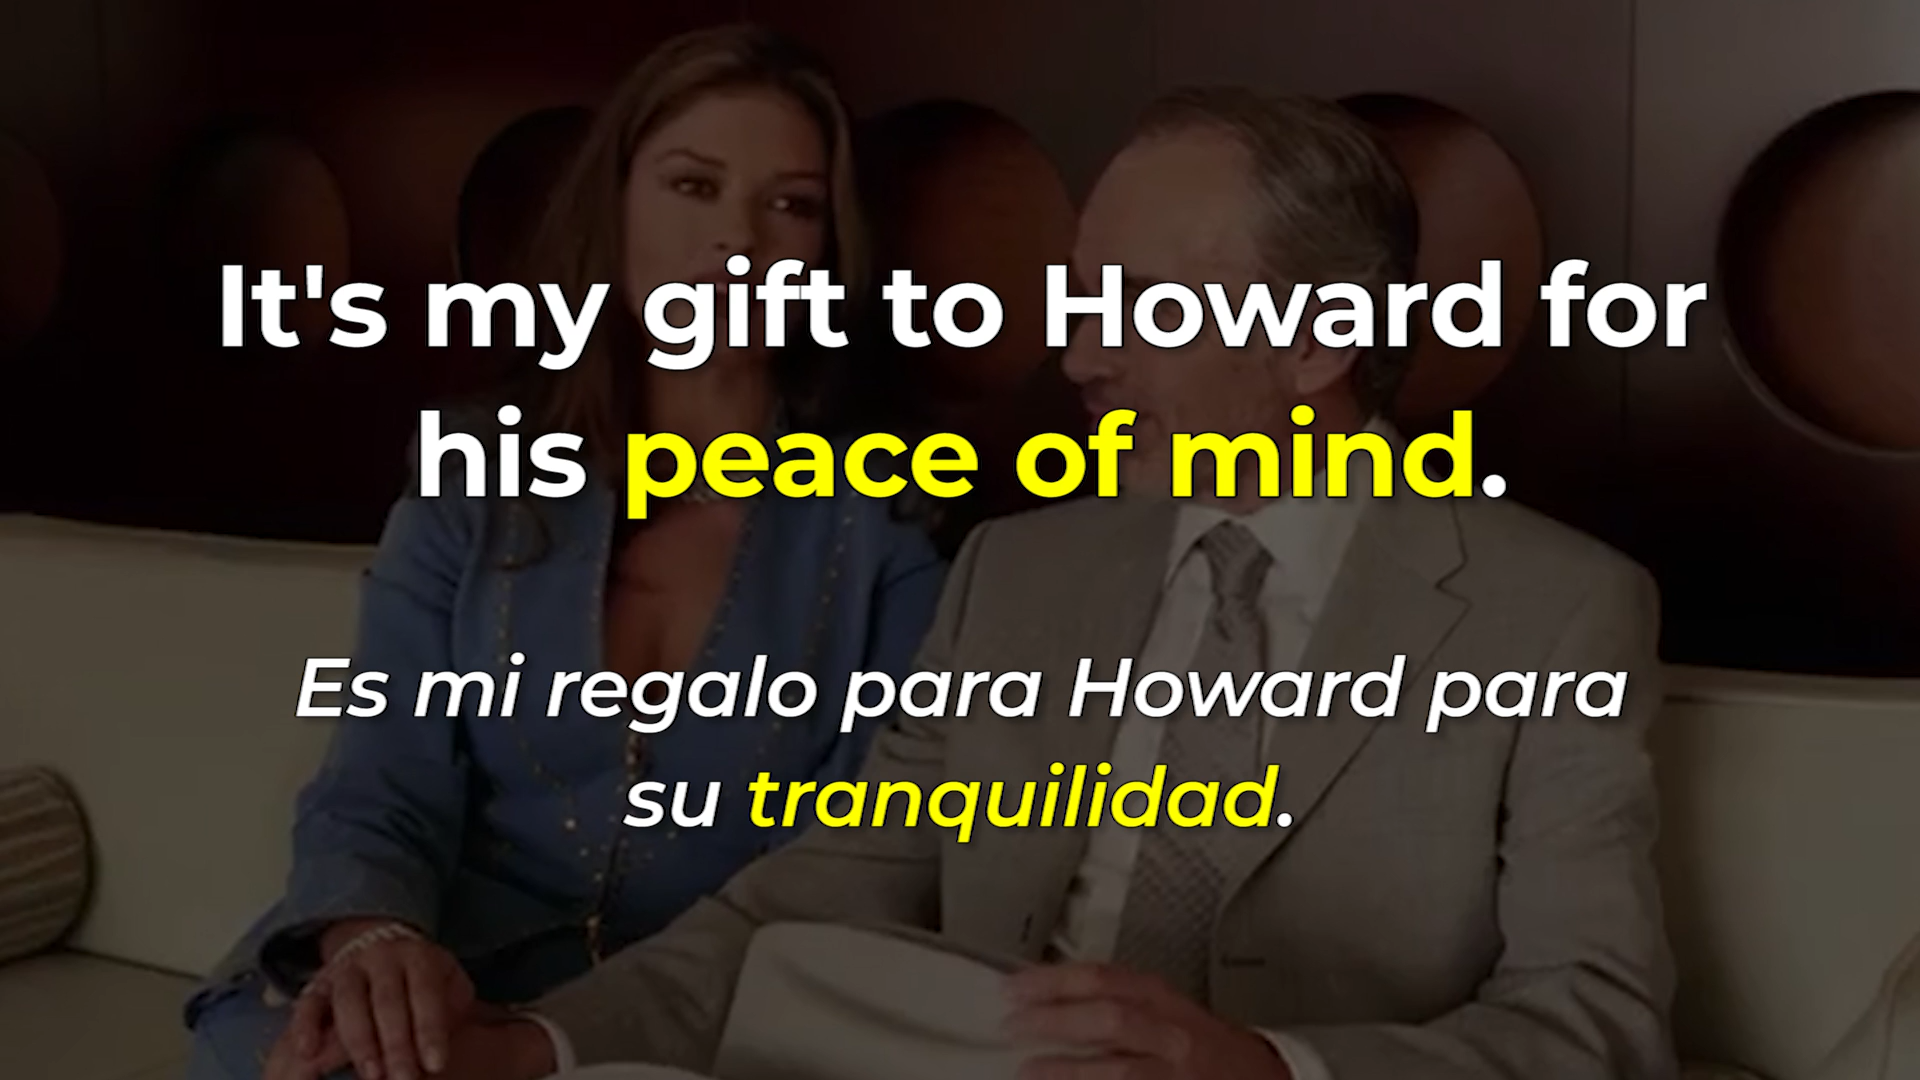 It's my gift to Howard for
his peace of mind.
Es mi regalo para Howard para
su tranquilidad.